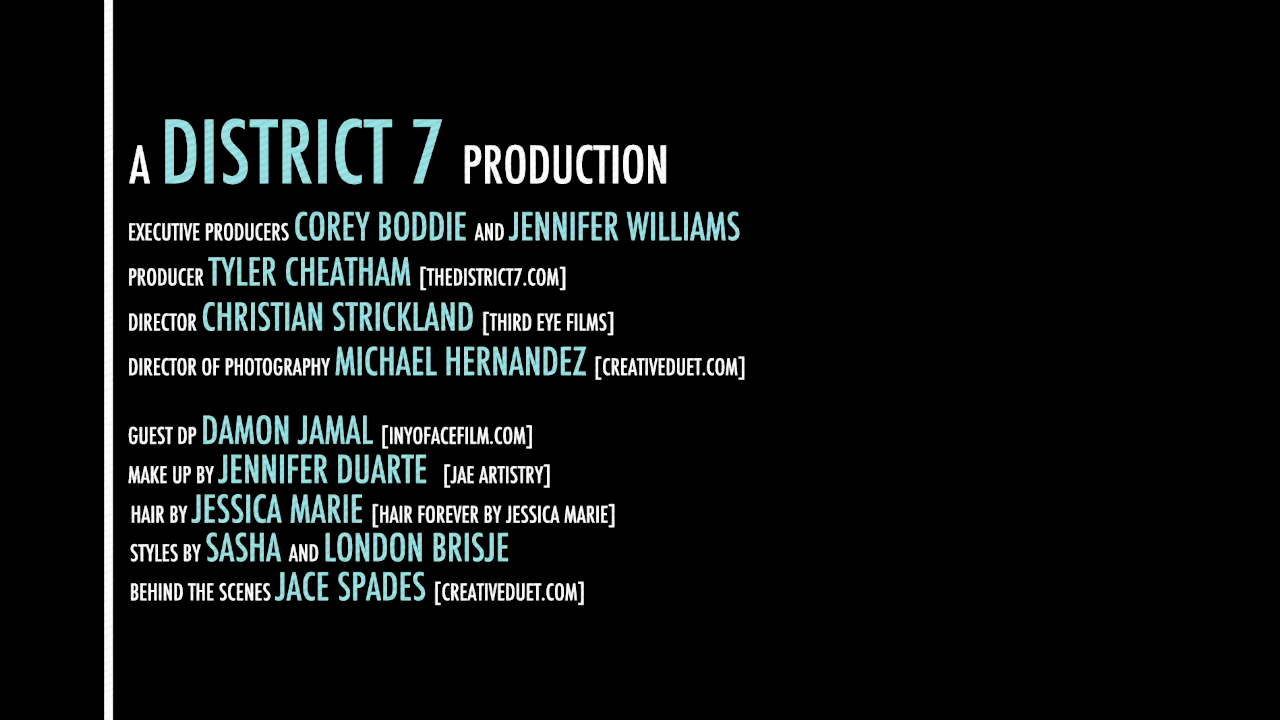 A DISTRICT 7 PRODUCTION
EXECUTIVE PRODUCERS COREY BODDIE AND JENNIFER WILLIAMS
PRODUCER TYLER CHEATHAM [THEDISTRICT7.COM]
DIRECTOR CHRISTIAN STRICKLAND [THIRD EYE FILMS]
DIRECTOR OF PHOTOGRAPHY MICHAEL HERNANDEZ [CREATIVEDUET.COM]
GUEST DP DAMON JAMAL [INYOFACEFILM.COM]
MAKE UP BY JENNIFER DUARTE [JAE ARTISTRY]
HAIR BY JESSICA MARIE [HAIR FOREVER BY JESSICA MARIE]
STYLES BY SASHA AND LONDON BRISJE
BEHIND THE SCENES JACE SPADES [CREATIVEDUET.COM]